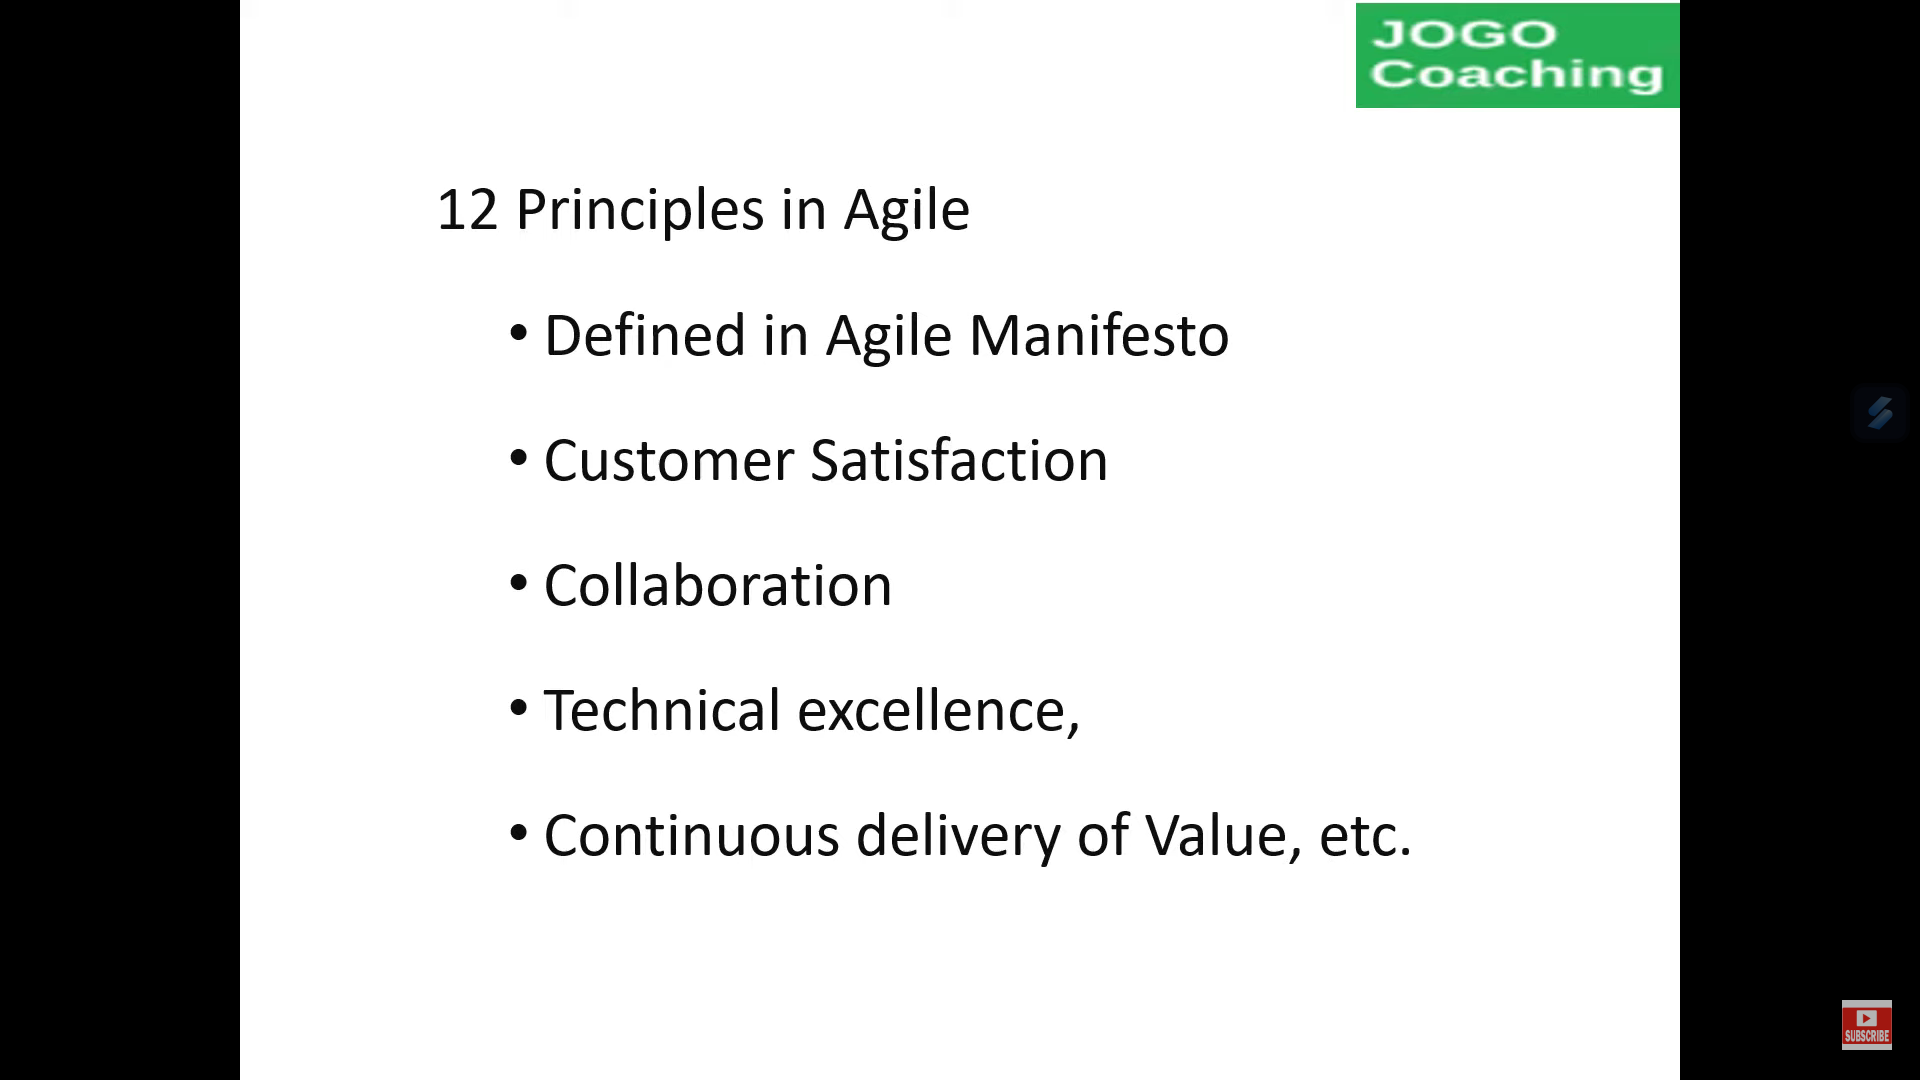 JOGO
Coaching
12 Principles in Agile
• Defined in Agile Manifesto
• Customer Satisfaction
• Collaboration
• Technical excellence,
• Continuous delivery of Value, etc.
SUBSCRIBE